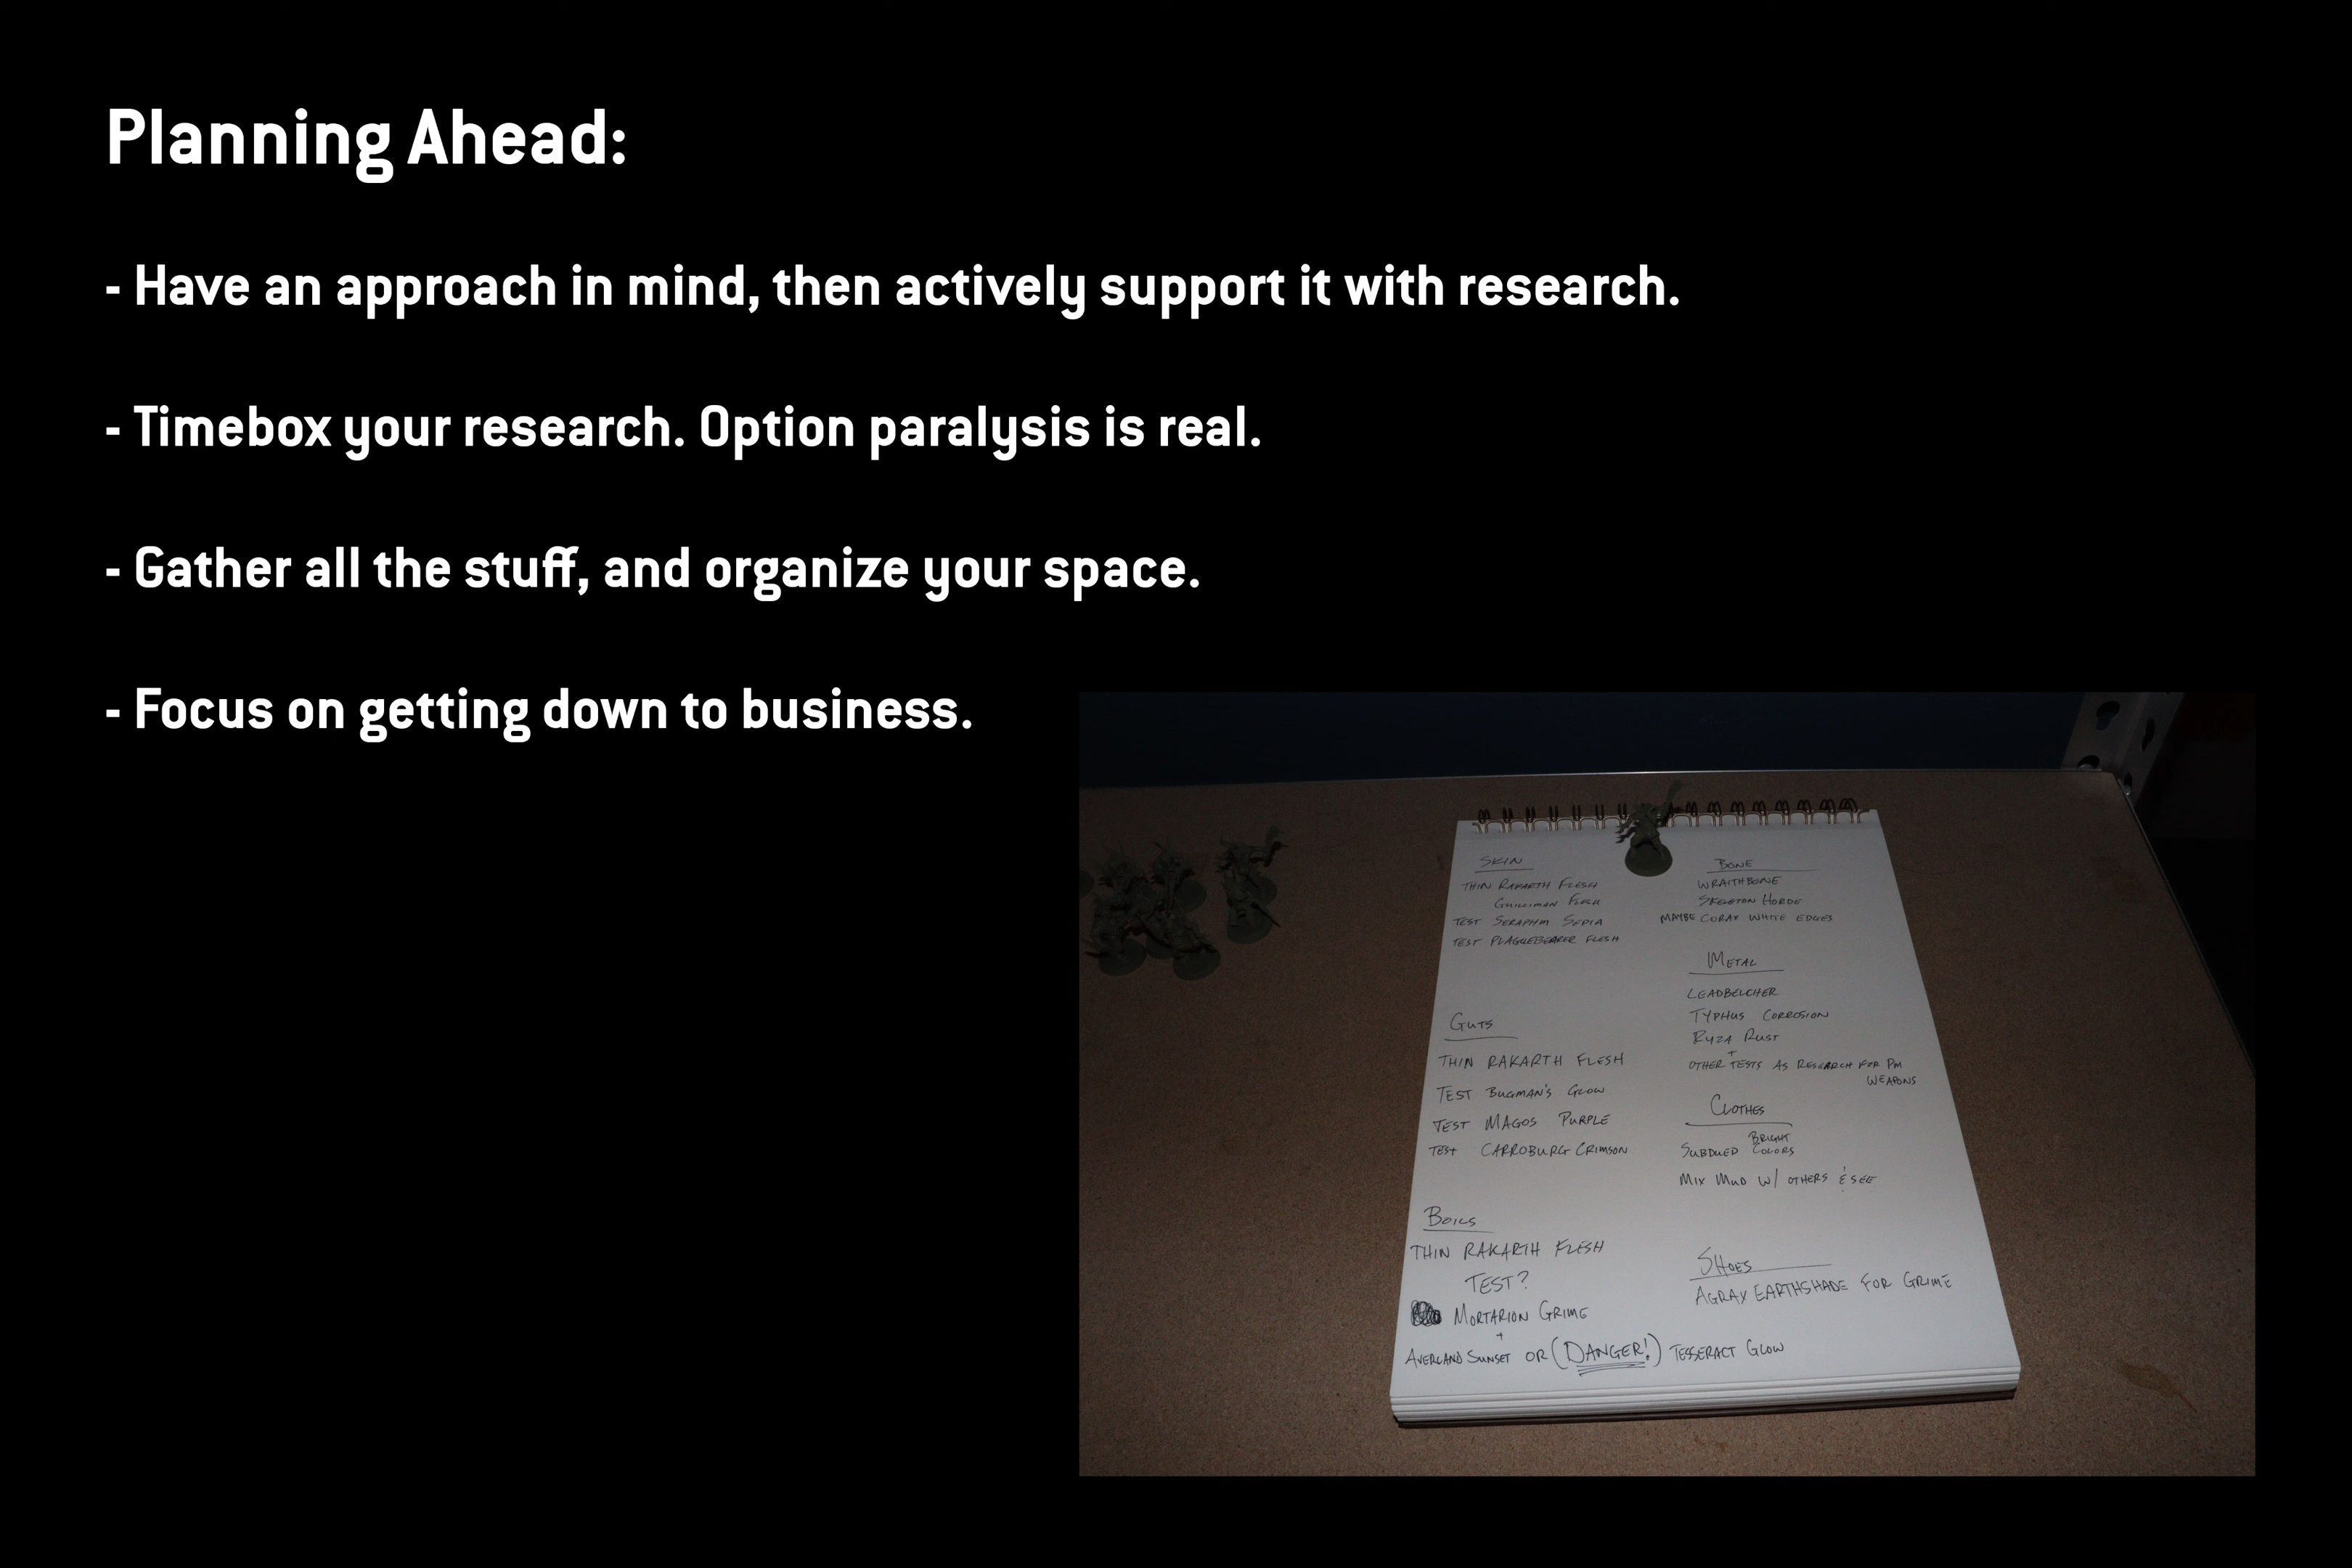 Planning Ahead:
- Have an approach in mind, then actively support it with research.
- Timebox your research. Option paralysis is real.
- Gather all the stuff, and organize your space.
- Focus on getting down to business.
SKIN
THIN RAKARTH FLESH
GUILLIMAN FLESH
TEST SERAPHIM SEPIA
TEST PLAGUEBEARER FLESH
GUTS
THIN RAKARTH FLESH
TEST BUGMAN'S GLOW
TEST MAGOS PURPLE
TEST CARROBURG CRIMSON
BOILS
THIN RAKARTH FLESH
TEST?
MORTARION GRIME
+
AVERLAND SUNSET OR (DANGER!) TESSERACT GLOW
BONE
WRAITHBONE
SKELETON HORDE
MAYBE CORAX WHITE EDGES
METAL
LEADBELCHER
TYPHUS CORROSION
RYZA RUST
+
OTHER TESTS AS RESEARCH FOR PM
WEAPONS
CLOTHES
BRIGHT
SUBDUED COLORS
MIX MUD W/ OTHERS & SEE
SHOES
AGRAX EARTHSHADE FOR GRIME